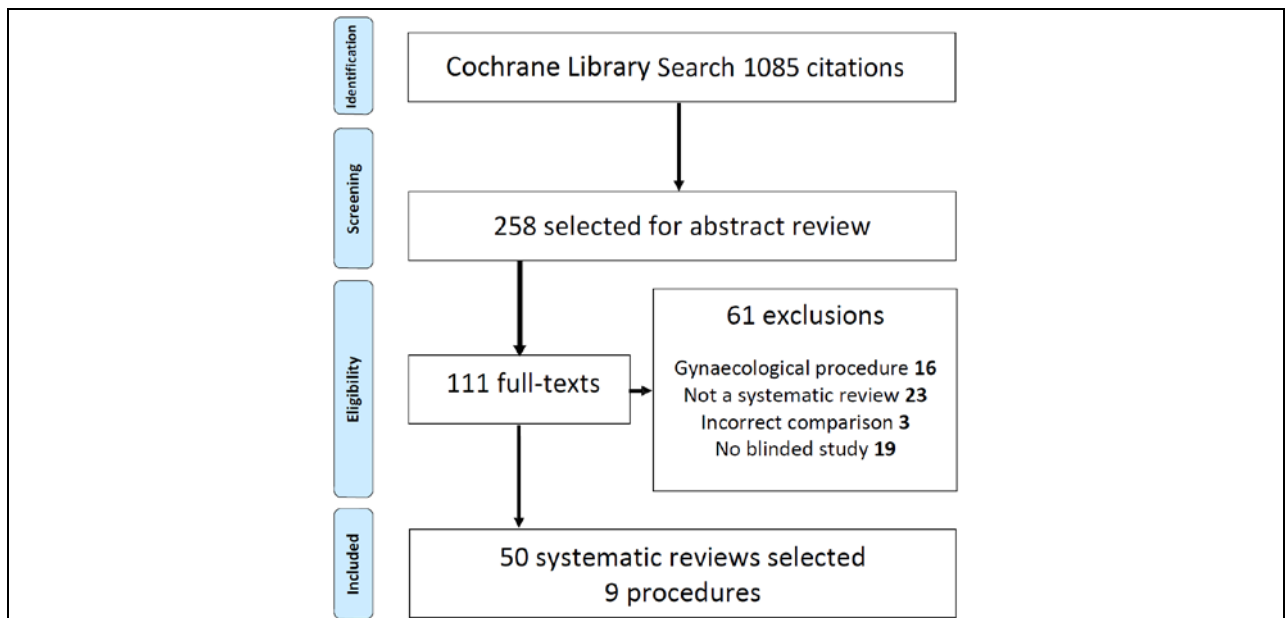 Identification
Cochrane Library Search 1085 citations
Screening
258 selected for abstract review
Eligibility
111 full-texts
61 exclusions
Gynaecological procedure 16
Not a systematic review 23
Incorrect comparison 3
No blinded study 19
Included
50 systematic reviews selected
9 procedures